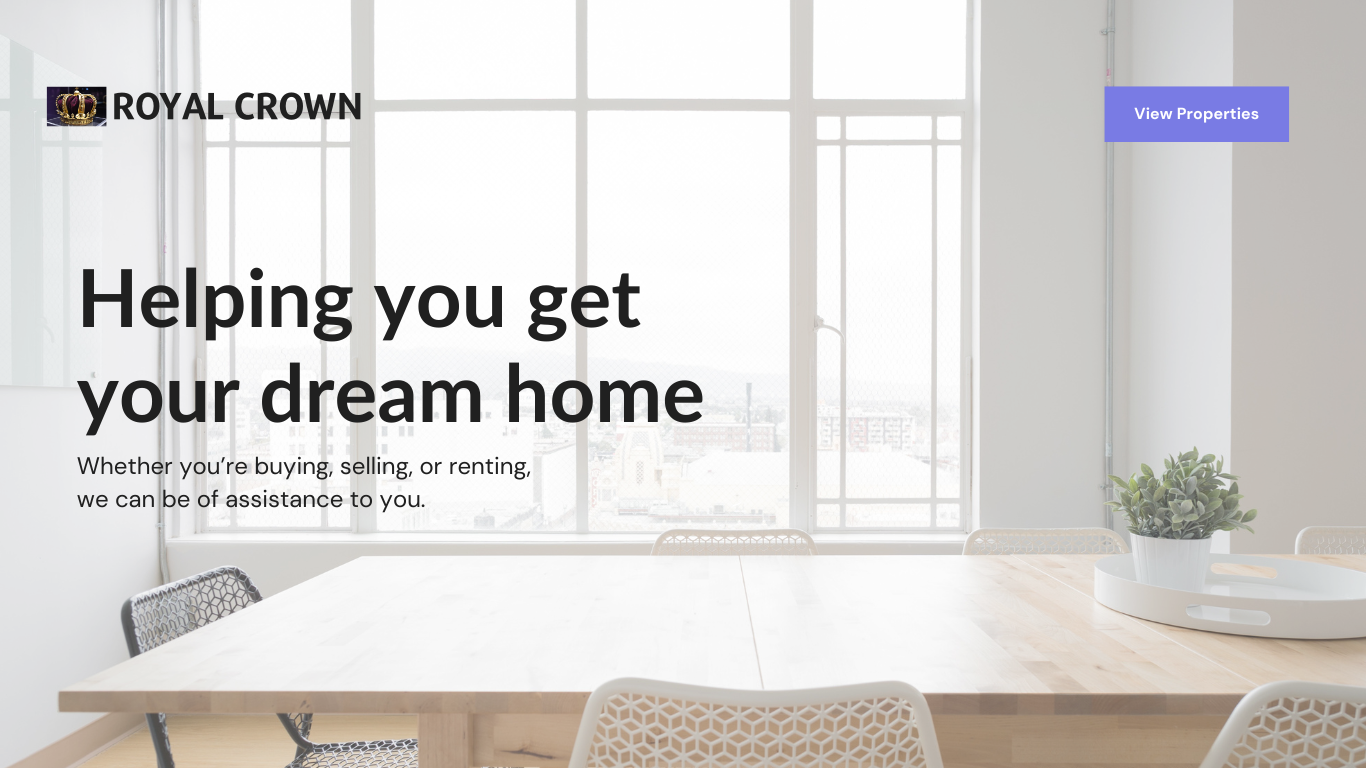 ROYAL CROWN
View Properties
Helping you get
your dream home
Whether you’re buying, selling, or renting,
we can be of assistance to you.